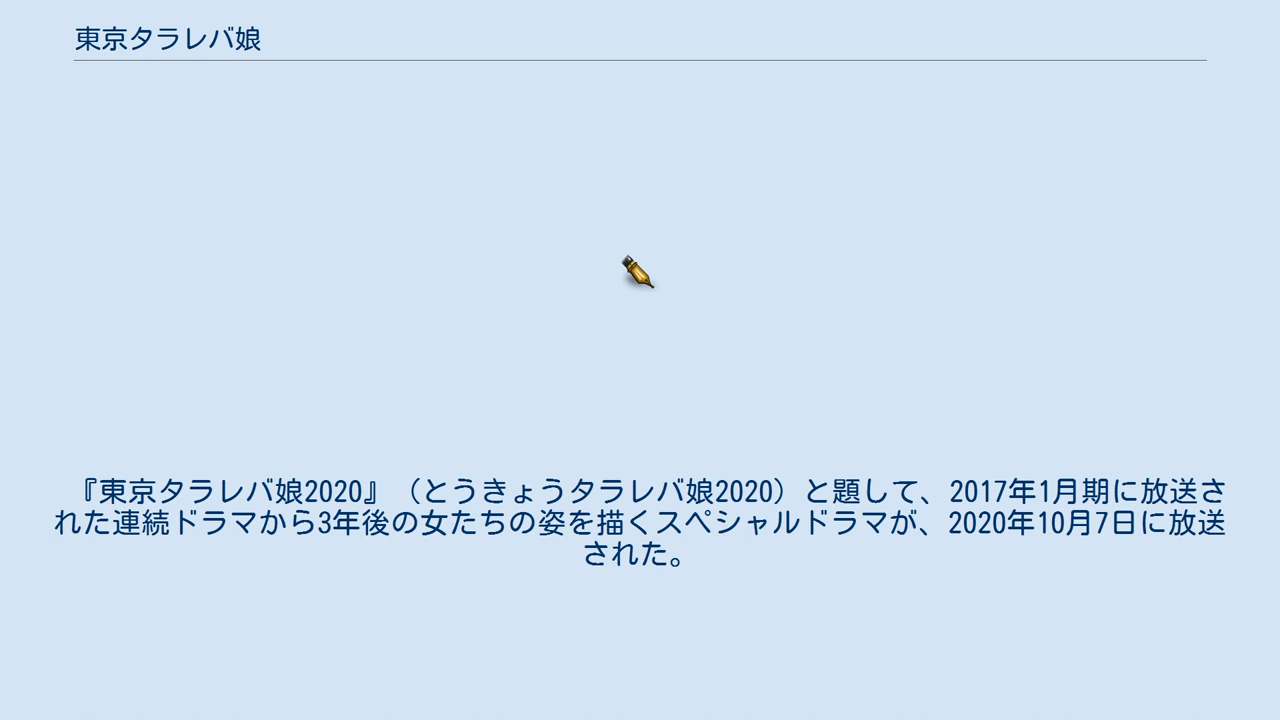 東京タラレバ娘
『東京タラレバ娘2020』（とうきょうタラレバ娘2020）と題して、2017年1月期に放送さ
れた連続ドラマから3年後の女たちの姿を描くスペシャルドラマが、2020年10月7日に放送
された。